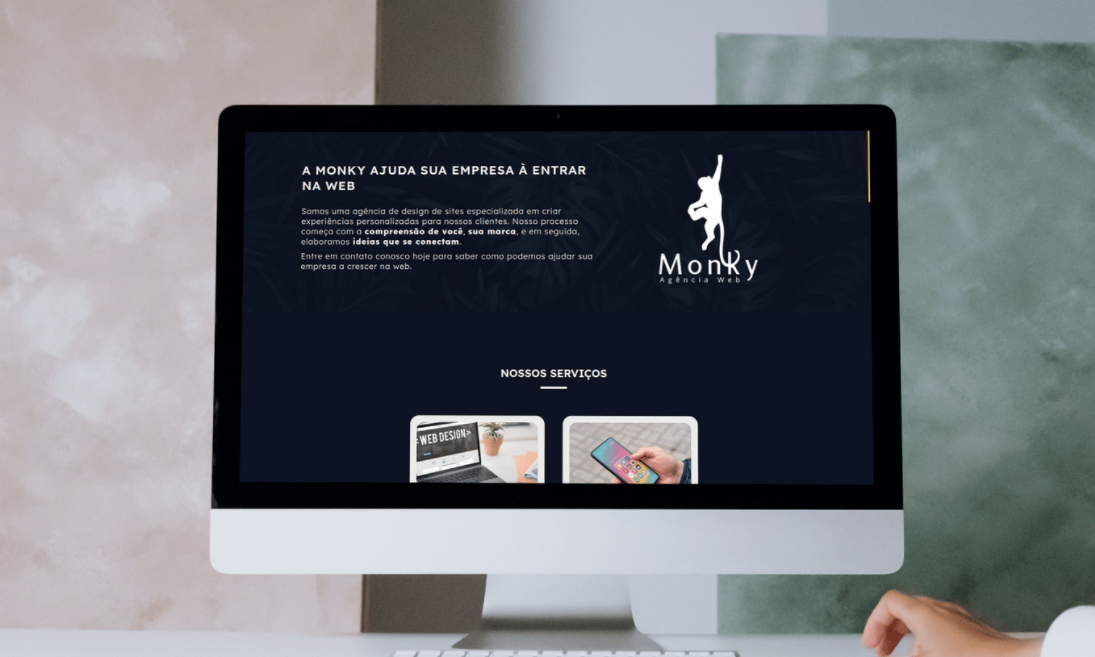 A MONKY AJUDA SUA EMPRESA À ENTRAR
NA WEB
Somos uma agência de design de sites especializada em criar
experiências personalizadas para nossos clientes. Nosso processo
começa com a compreensão de você, sua marca, e em seguida,
elaboramos ideias que se conectam.
Entre em contato conosco hoje para saber como podemos ajudar sua
empresa a crescer na web.
Monky
Agência Web
NOSSOS SERVIÇOS
WEB DESIGN>